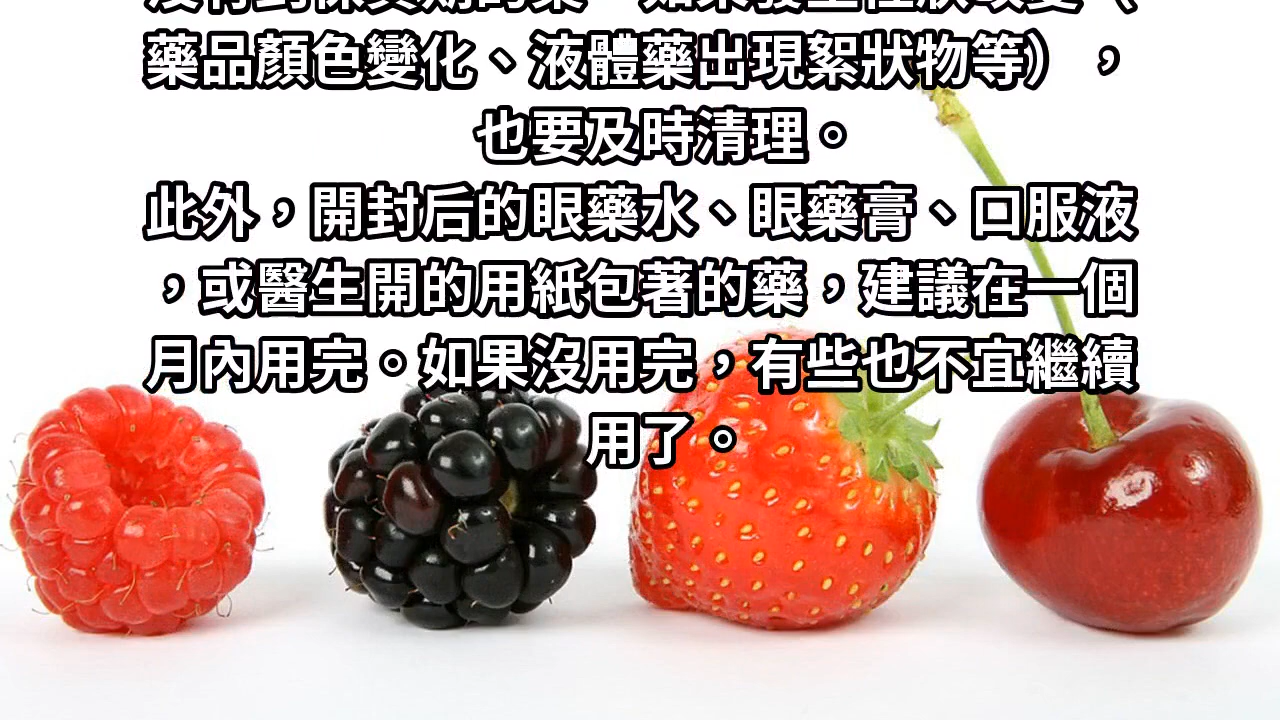 藥品顏色變化、液體藥出現絮狀物等），
也要及時清理。
此外，開封后的眼藥水、眼藥膏、口服液
，或醫生開的用紙包著的藥，建議在一個
月內用完。如果沒用完，有些也不宜繼續
用了。